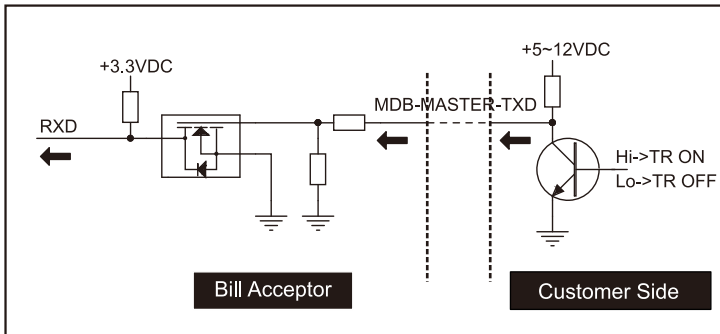 +5~12VDC
+3.3VDC
MDB-MASTER-TXD
RXD
Hi->TR ON
Lo->TR OFF
Bill Acceptor
Customer Side